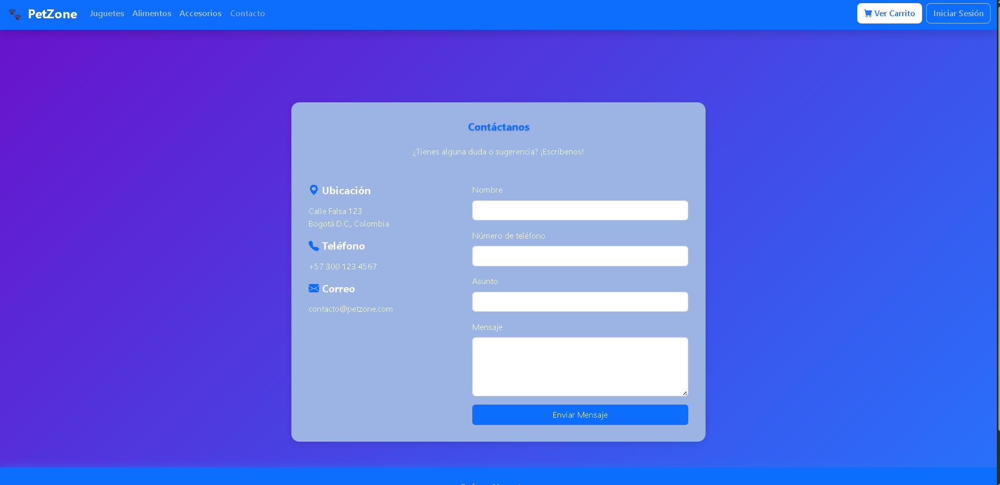 PetZone Juguetes Alimentos Accesorios Contacto Ver Carrito Iniciar Sesión
Contáctanos
¿Tienes alguna duda o sugerencia? ¡Escríbenos!
Ubicación
Calle Falsa 123
Bogotá D.C., Colombia
Teléfono
+57 300 123 4567
Correo
contacto@petzone.com
Nombre
Número de teléfono
Asunto
Mensaje
Enviar Mensaje